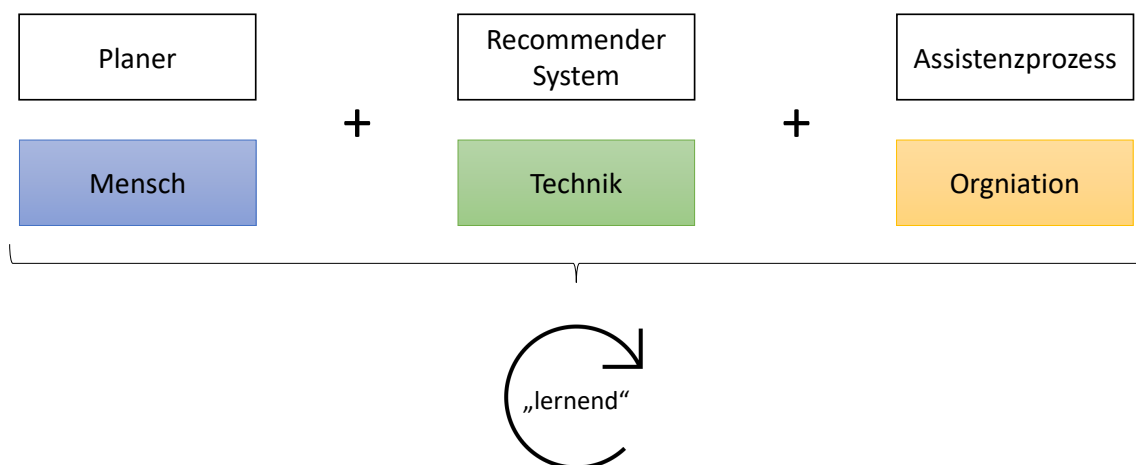 Planer
Recommender
System
Assistenzprozess
+
+
Mensch
Technik
Orgniation
„lernend“